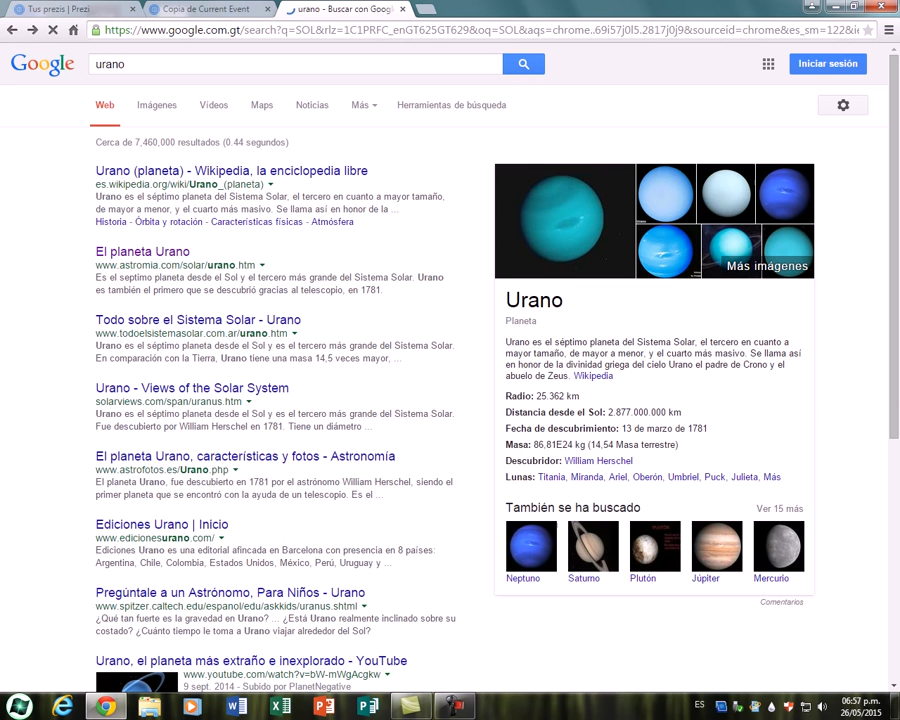 Tus prezis | Prezi
Copia de Current Event
urano - Buscar con Google
https://www.google.com.gt/search?q=SOL&rlz=1C1PRFC_enGT625GT629&oq=SOL&aqs=chrome..69i57j0l5.2817j0j9&sourceid=chrome&es_sm=122&ie
Google
urano
Iniciar sesión
Web Imágenes Vídeos Maps Noticias Más Herramientas de búsqueda
Cerca de 7,460,000 resultados (0.44 segundos)
Urano (planeta) - Wikipedia, la enciclopedia libre
es.wikipedia.org/wiki/Urano_(planeta)
Urano es el séptimo planeta del Sistema Solar, el tercero en cuanto a mayor tamaño,
de mayor a menor, y el cuarto más masivo. Se llama así en honor de la ...
Historia - Órbita y rotación - Características físicas - Atmósfera
El planeta Urano
www.astromia.com/solar/urano.htm
Es el septimo planeta desde el Sol y el tercero más grande del Sistema Solar. Urano
es también el primero que se descubrió gracias al telescopio, en 1781.
Todo sobre el Sistema Solar - Urano
www.todoelsistemasolar.com.ar/urano.htm
Urano es el séptimo planeta desde el Sol y es el tercero más grande del Sistema Solar.
En comparación con la Tierra, Urano tiene una masa 14,5 veces mayor, ...
Urano - Views of the Solar System
solarviews.com/span/uranus.htm
Urano es el séptimo planeta desde el Sol y es el tercero más grande del Sistema Solar.
Fue descubierto por William Herschel en 1781. Tiene un diámetro ...
El planeta Urano, características y fotos - Astronomía
www.astrofotos.es/Urano.php
El planeta Urano, fue descubierto en 1781 por el astrónomo William Herschel, siendo el
primer planeta que se encontró con la ayuda de un telescopio. Es el ...
Ediciones Urano | Inicio
www.edicionesurano.com/
Ediciones Urano es una editorial afincada en Barcelona con presencia en 8 países:
Argentina, Chile, Colombia, Estados Unidos, México, Perú, Uruguay y ...
Pregúntale a un Astrónomo, Para Niños - Urano
www.spitzer.caltech.edu/espanol/edu/askkids/uranus.shtml
¿Qué tan fuerte es la gravedad en Urano? ... ¿Está Urano realmente inclinado sobre su
costado? ¿Cuánto tiempo le toma a Urano viajar alrededor del Sol?
Urano, el planeta más extraño e inexplorado - YouTube
www.youtube.com/watch?v=bW-mWgAcgkw
9 sept. 2014 - Subido por PlanetNegative
Más imágenes
Urano
Planeta
Urano es el séptimo planeta del Sistema Solar, el tercero en cuanto a
mayor tamaño, de mayor a menor, y el cuarto más masivo. Se llama así
en honor de la divinidad griega del cielo Urano el padre de Crono y el
abuelo de Zeus. Wikipedia
Radio: 25.362 km
Distancia desde el Sol: 2.877.000.000 km
Fecha de descubrimiento: 13 de marzo de 1781
Masa: 86,81E24 kg (14,54 Masa terrestre)
Descubridor: William Herschel
Lunas: Titania, Miranda, Ariel, Oberón, Umbriel, Puck, Julieta, Más
También se ha buscado
Ver 15 más
Neptuno Saturno Plutón Júpiter Mercurio
Comentarios
ES
06:57 p.m.
26/05/2015